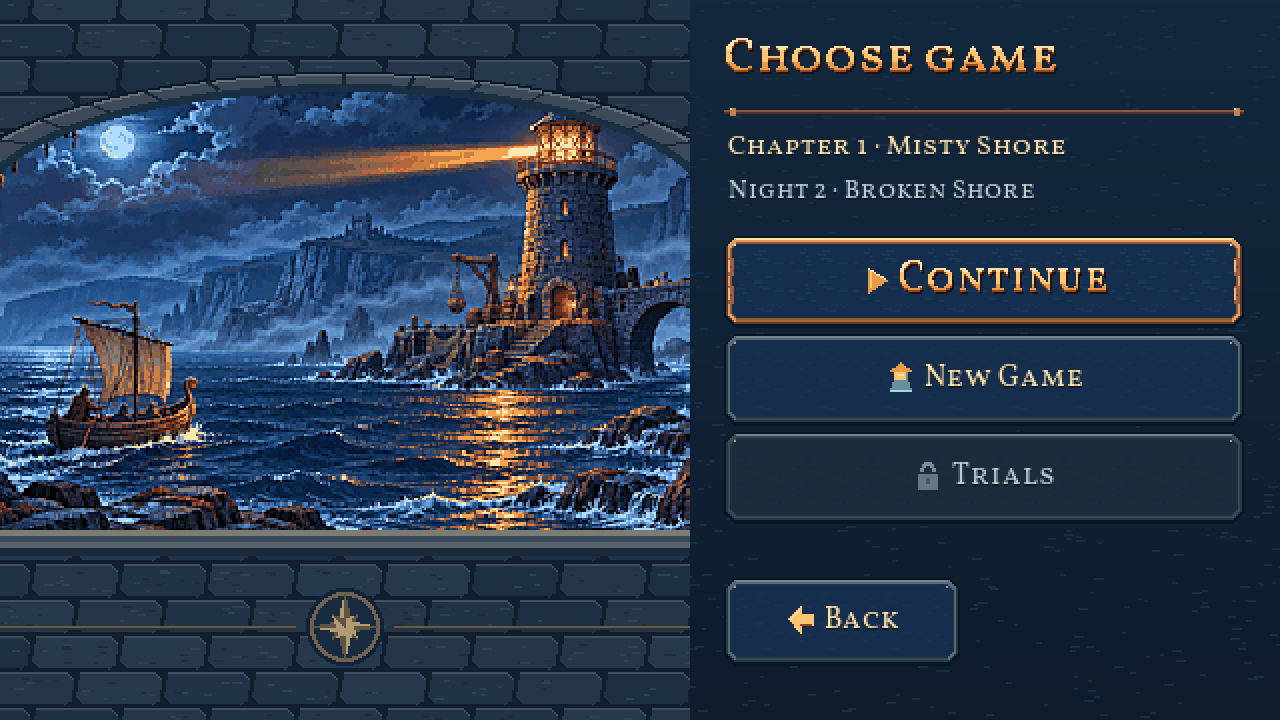 Choose game
Chapter 1 · Misty Shore
Night 2 · Broken Shore
Continue
New Game
Trials
Back